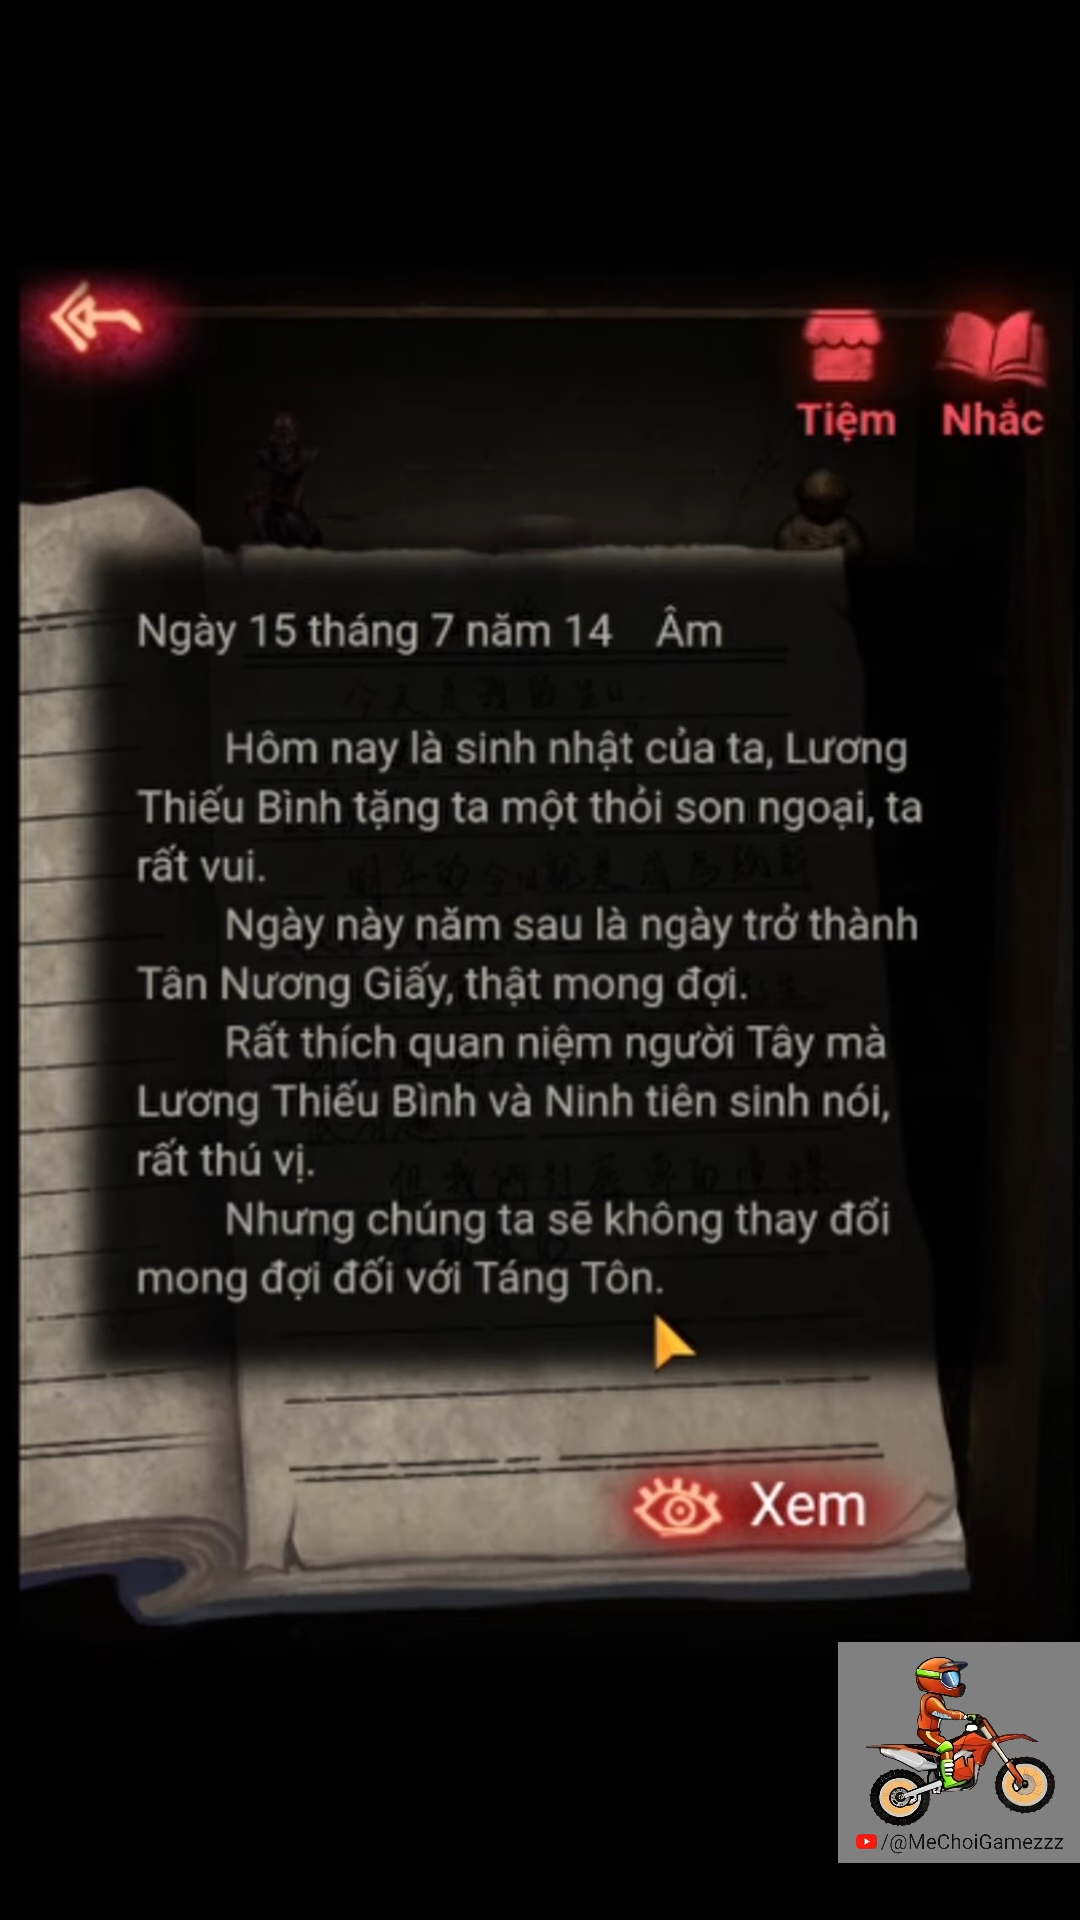 Tiệm Nhắc
Ngày 15 tháng 7 năm 14 Âm
Hôm nay là sinh nhật của ta, Lương
Thiếu Bình tặng ta một thỏi son ngoại, ta
rất vui.
Ngày này năm sau là ngày trở thành
Tân Nương Giấy, thật mong đợi.
Rất thích quan niệm người Tây mà
Lương Thiếu Bình và Ninh tiên sinh nói,
rất thú vị.
Nhưng chúng ta sẽ không thay đổi
mong đợi đối với Táng Tôn.
Xem
/@MeChoiGamezzz